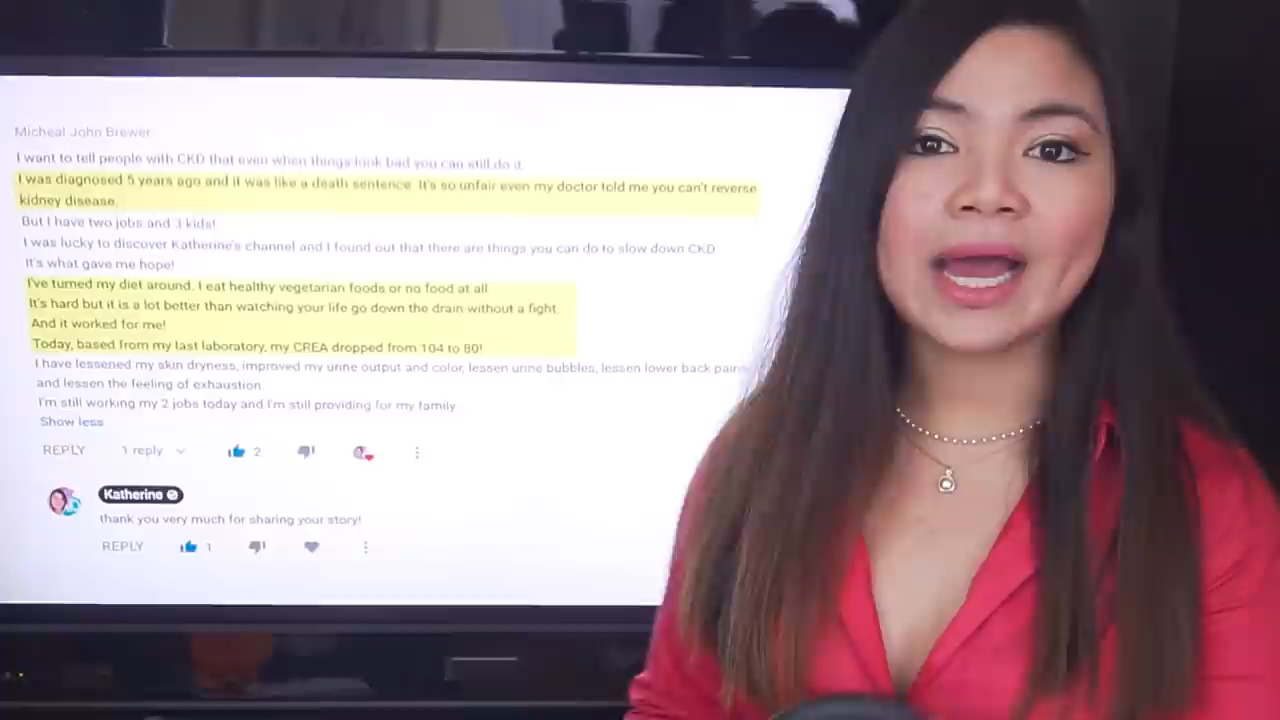 Micheal John Brewer
I want to tell people with CKD that even when things look bad you can still do it.
I was diagnosed 5 years ago and it was like a death sentence. It's so unfair even my doctor told me you can't reverse
kidney disease.
But I have two jobs and 3 kids!
I was lucky to discover Katherine's channel and I found out that there are things you can do to slow down CKD
It's what gave me hope!
I've turned my diet around. I eat healthy vegetarian foods or no food at all.
It's hard but it is a lot better than watching your life go down the drain without a fight.
And it worked for me!
Today, based from my last laboratory, my CREA dropped from 104 to 80!
I have lessened my skin dryness, improved my urine output and color, lessen urine bubbles, lessen lower back pain
and lessen the feeling of exhaustion.
I'm still working my 2 jobs today and I'm still providing for my family.
Show less
REPLY 1 reply 2
Katherine
thank you very much for sharing your story!
REPLY 1